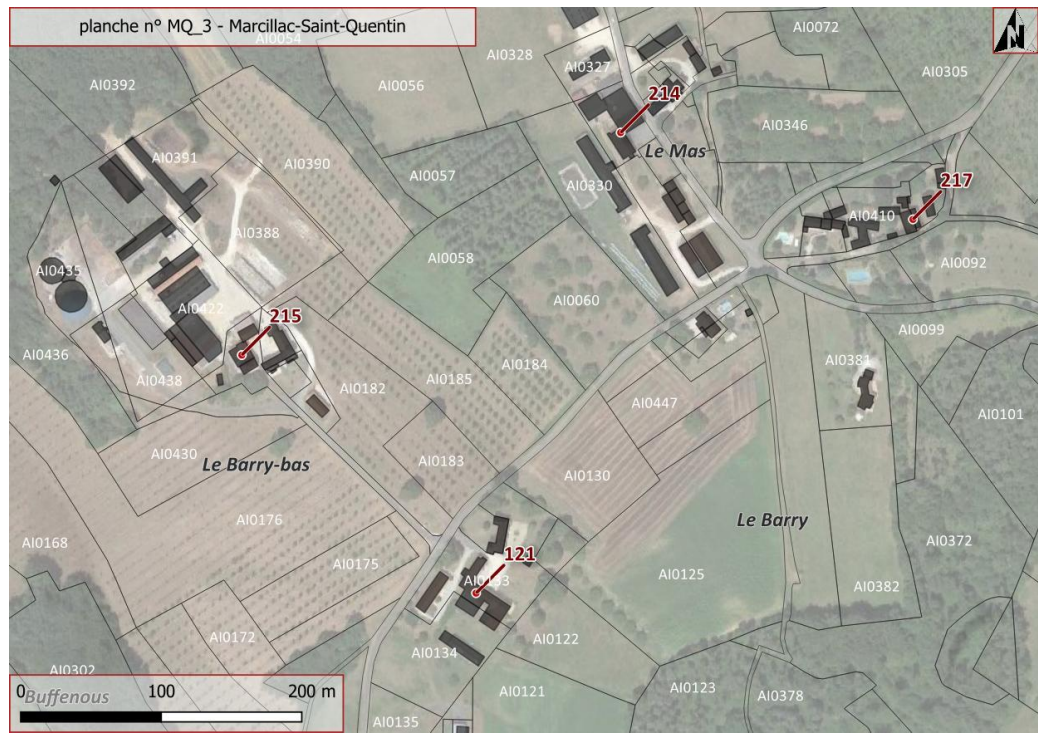 planche n° MQ_3 - Marcillac-Saint-Quentin
N
AI0054
AI0072
AI0328
AI0327
AI0305
AI0392
AI0056
214
AI0346
Le Mas
AI0391
AI0390
AI0057
AI0330
217
AI0410
AI0388
AI0058
AI0092
AI0435
AI0060
AI0422
215
AI0099
AI0436
AI0381
AI0184
AI0438
AI0182
AI0185
AI0447
AI0101
AI0430
Le Barry-bas
AI0183
AI0130
AI0176
Le Barry
AI0168
AI0372
121
AI0175
AI0133
AI0125
AI0382
AI0172
AI0134
AI0122
AI0302
0 100 200 m
Buffenous
AI0121
AI0123
AI0378
AI0135